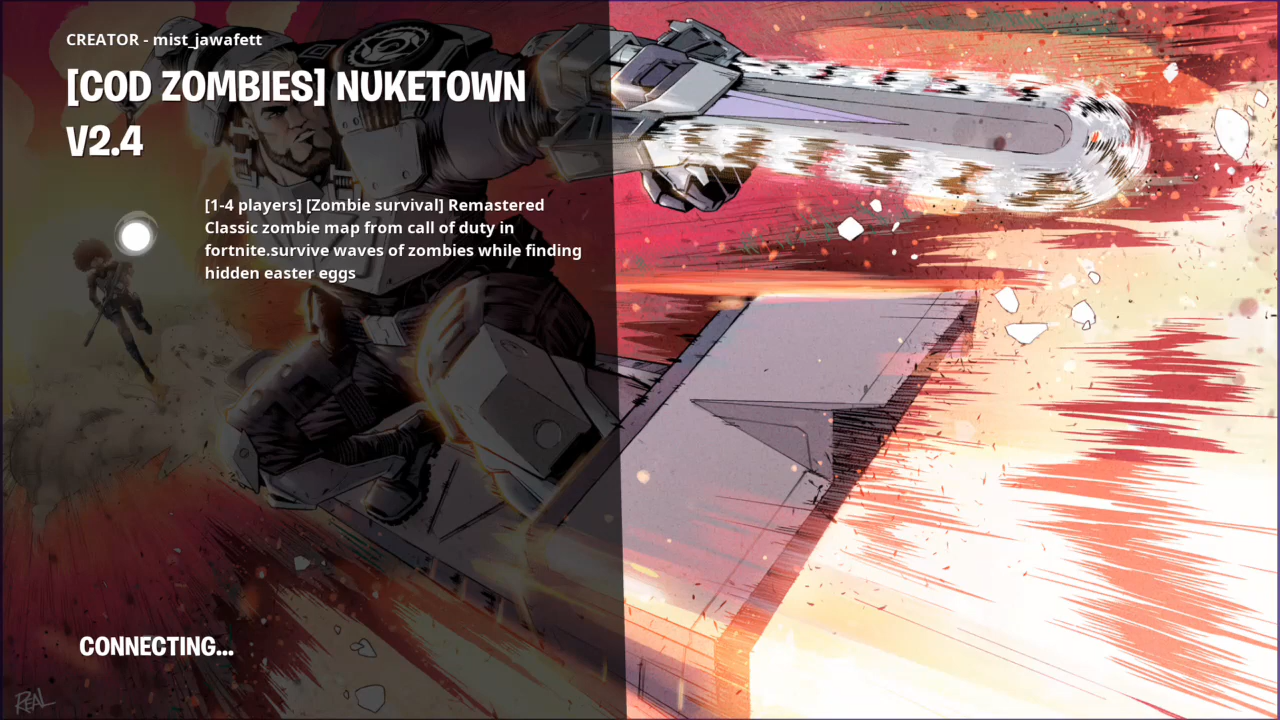 CREATOR - mist_jawafett
[COD ZOMBIES] NUKETOWN
V2.4
[1-4 players] [Zombie survival] Remastered
Classic zombie map from call of duty in
fortnite.survive waves of zombies while finding
hidden easter eggs
CONNECTING...
REAL